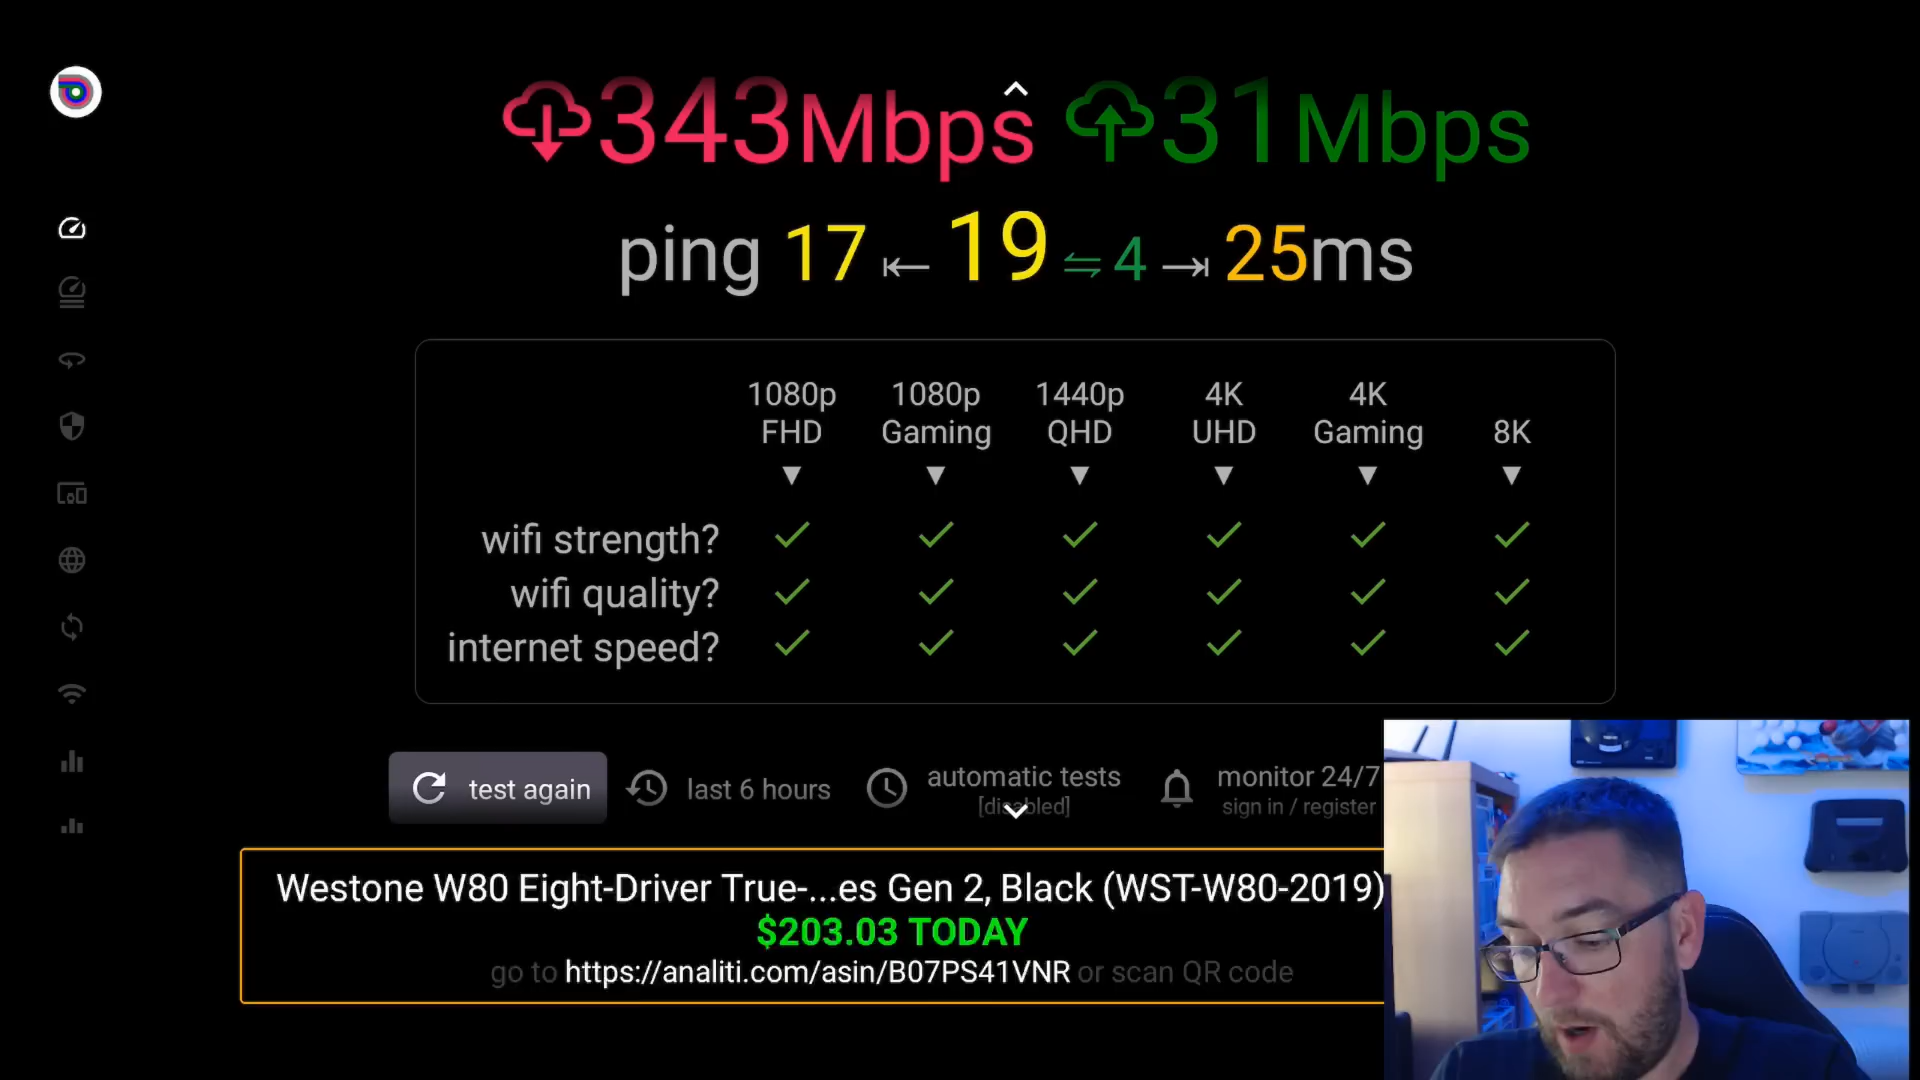 343Mbps 31Mbps
ping 17 19 4 25ms
1080p FHD 1080p Gaming 1440p QHD 4K UHD 4K Gaming 8K
wifi strength?
wifi quality?
internet speed?
test again last 6 hours automatic tests [disabled] monitor 24/7 sign in / register
Westone W80 Eight-Driver True-...es Gen 2, Black (WST-W80-2019)
$203.03 TODAY
go to https://analiti.com/asin/B07PS41VNR or scan QR code